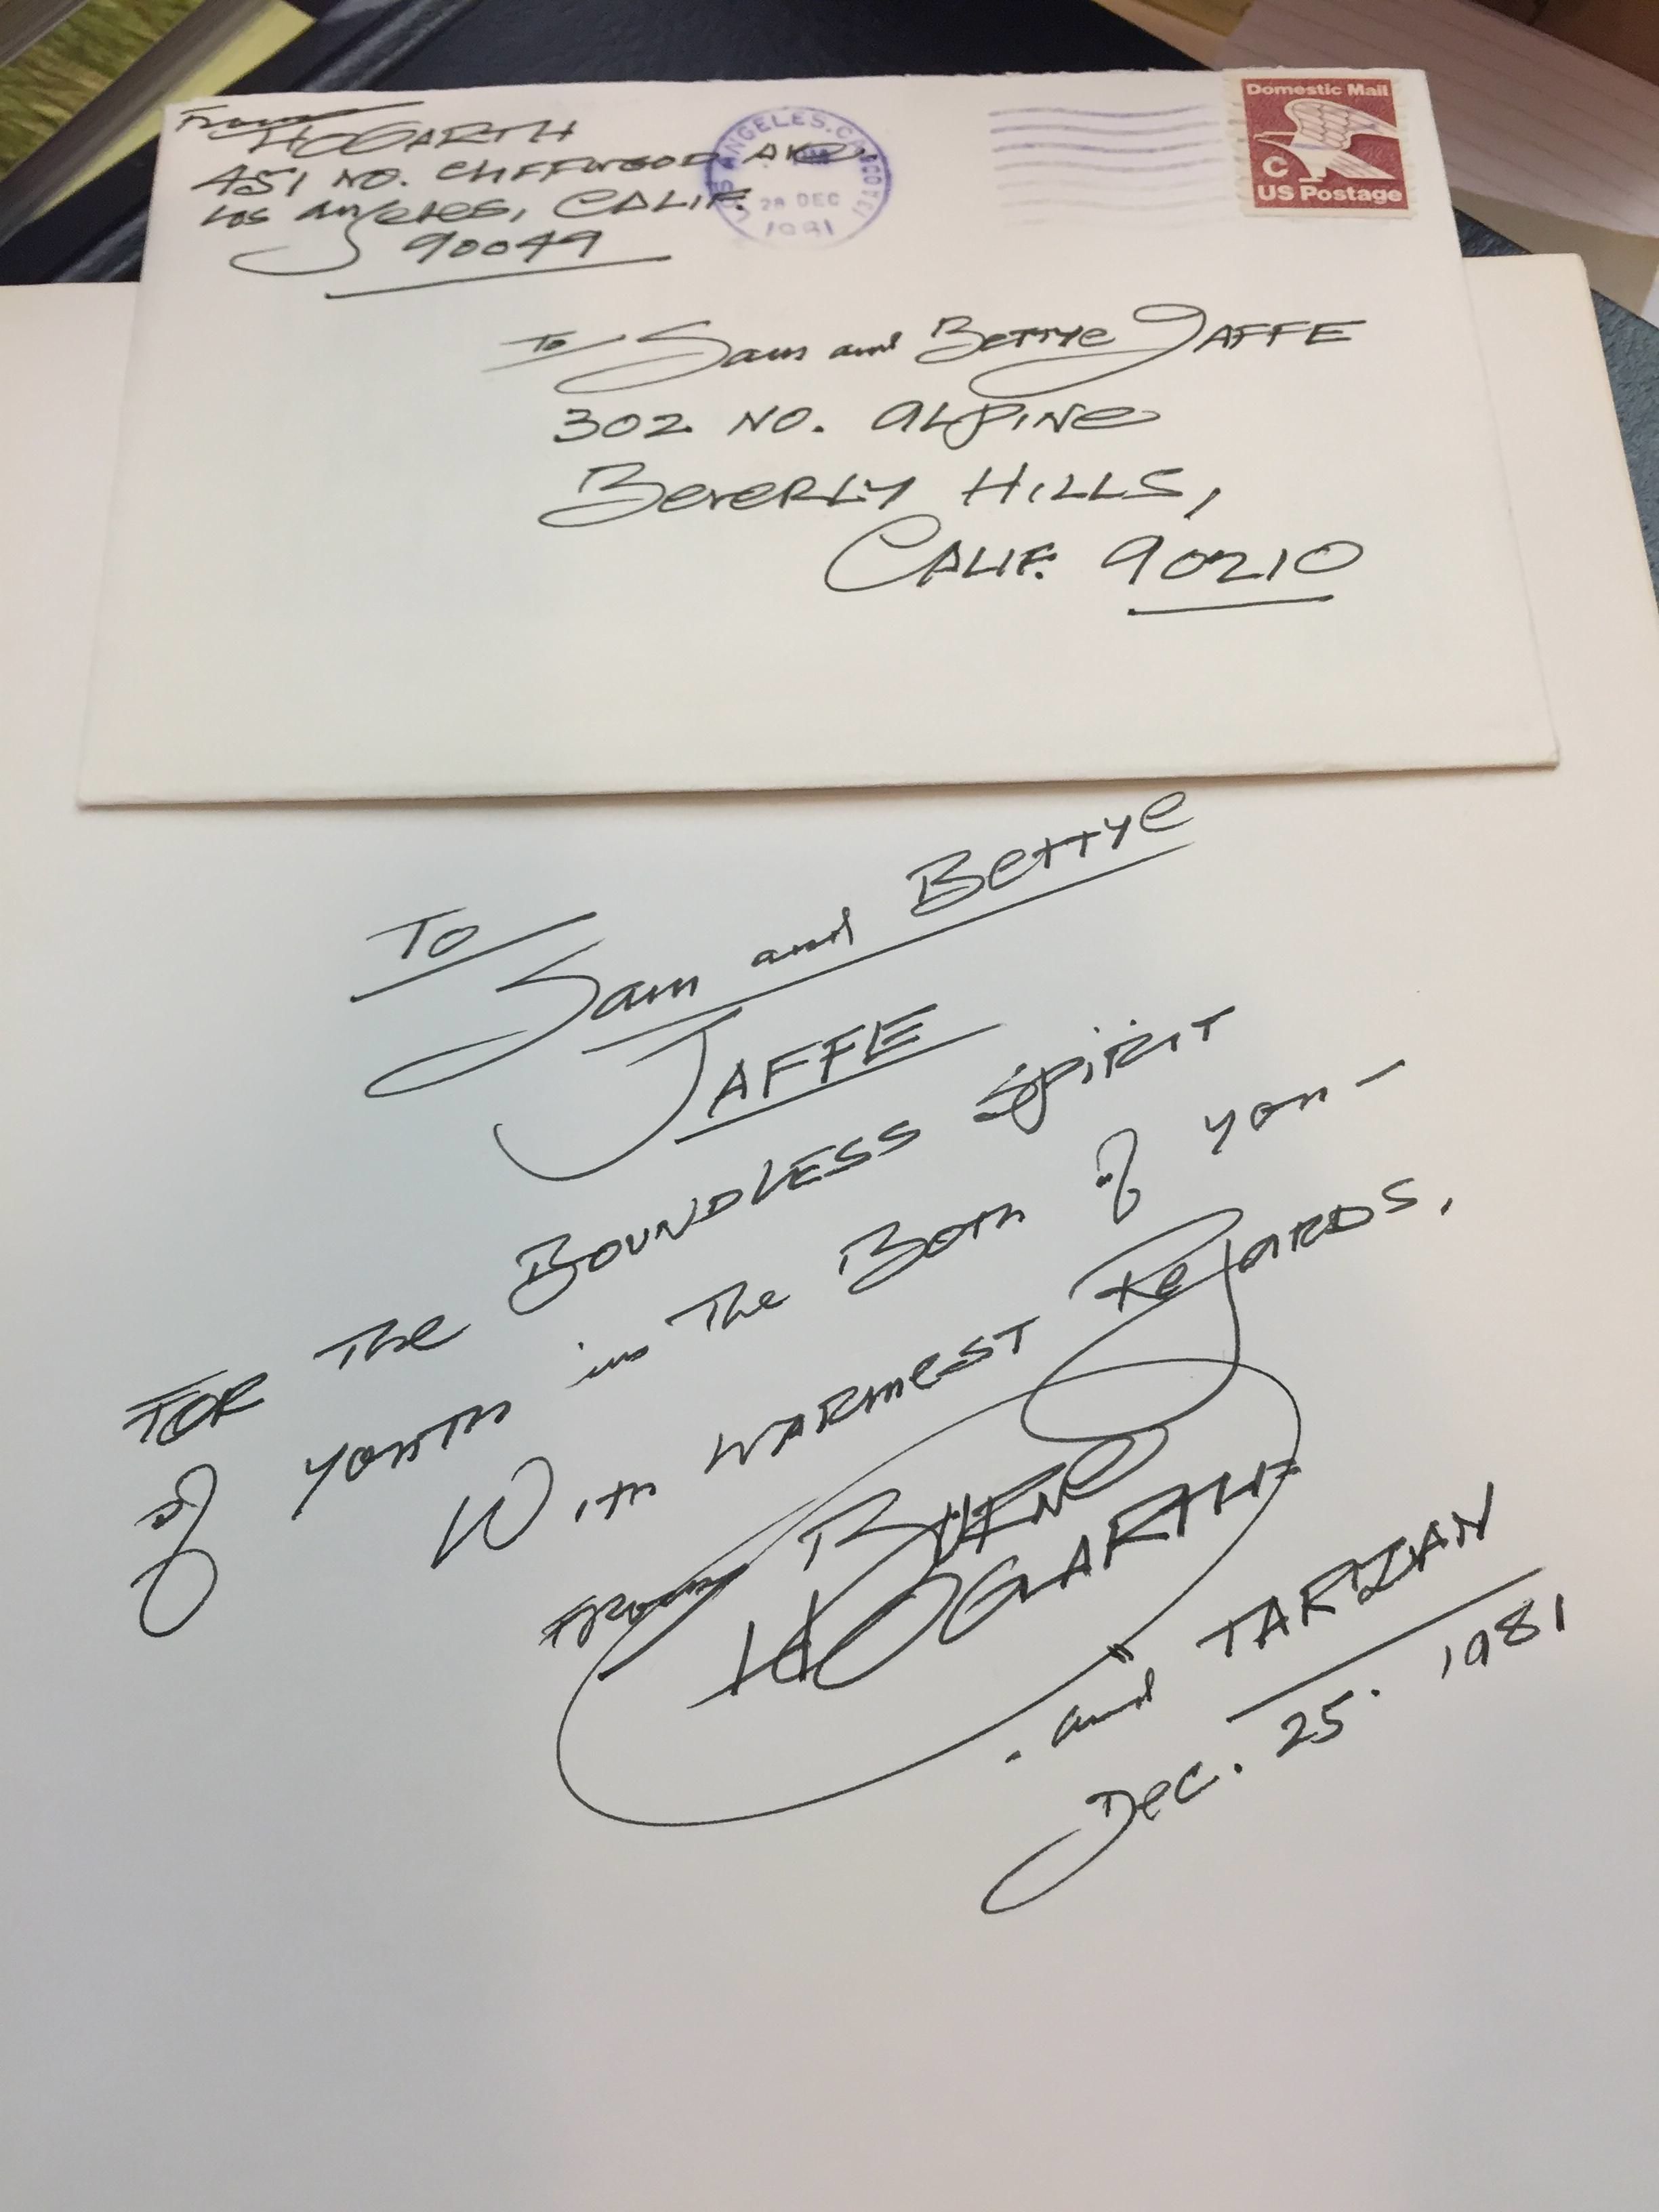 From
HOGARTH
451 NO. CLIFFWOOD AVE.
Los Angeles, CALIF.
90049
LOS ANGELES, CA
PM
28 DEC
1981
Domestic Mail
C
US Postage
To Sam and Bettye JAFFE
302 NO. ALPINE
BeverLY HILLS,
CALIF. 90210
To
Sam and Bettye
JAFFE
FOR The BOUNDLESS SpiRiT
of YOUTH in The BOTH of YOU—
WITH WARMEST ReGARDS,
FROM BURNE
HOGARTH
- and TARZAN
Dec. 25. 1981